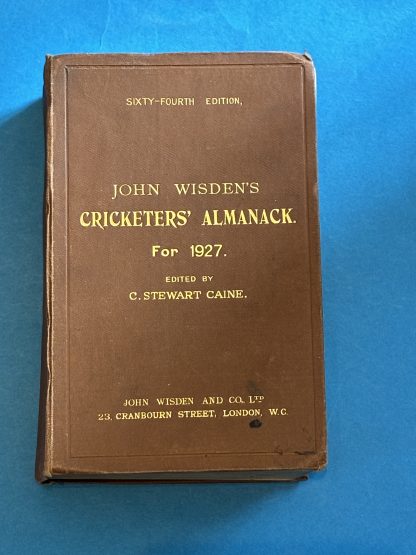 SIXTY-FOURTH EDITION,
JOHN WISDEN'S
CRICKETERS' ALMANACK.
For 1927.
EDITED BY
C. STEWART CAINE.
JOHN WISDEN AND CO., LTD
23, CRANBOURN STREET, LONDON, W.C.